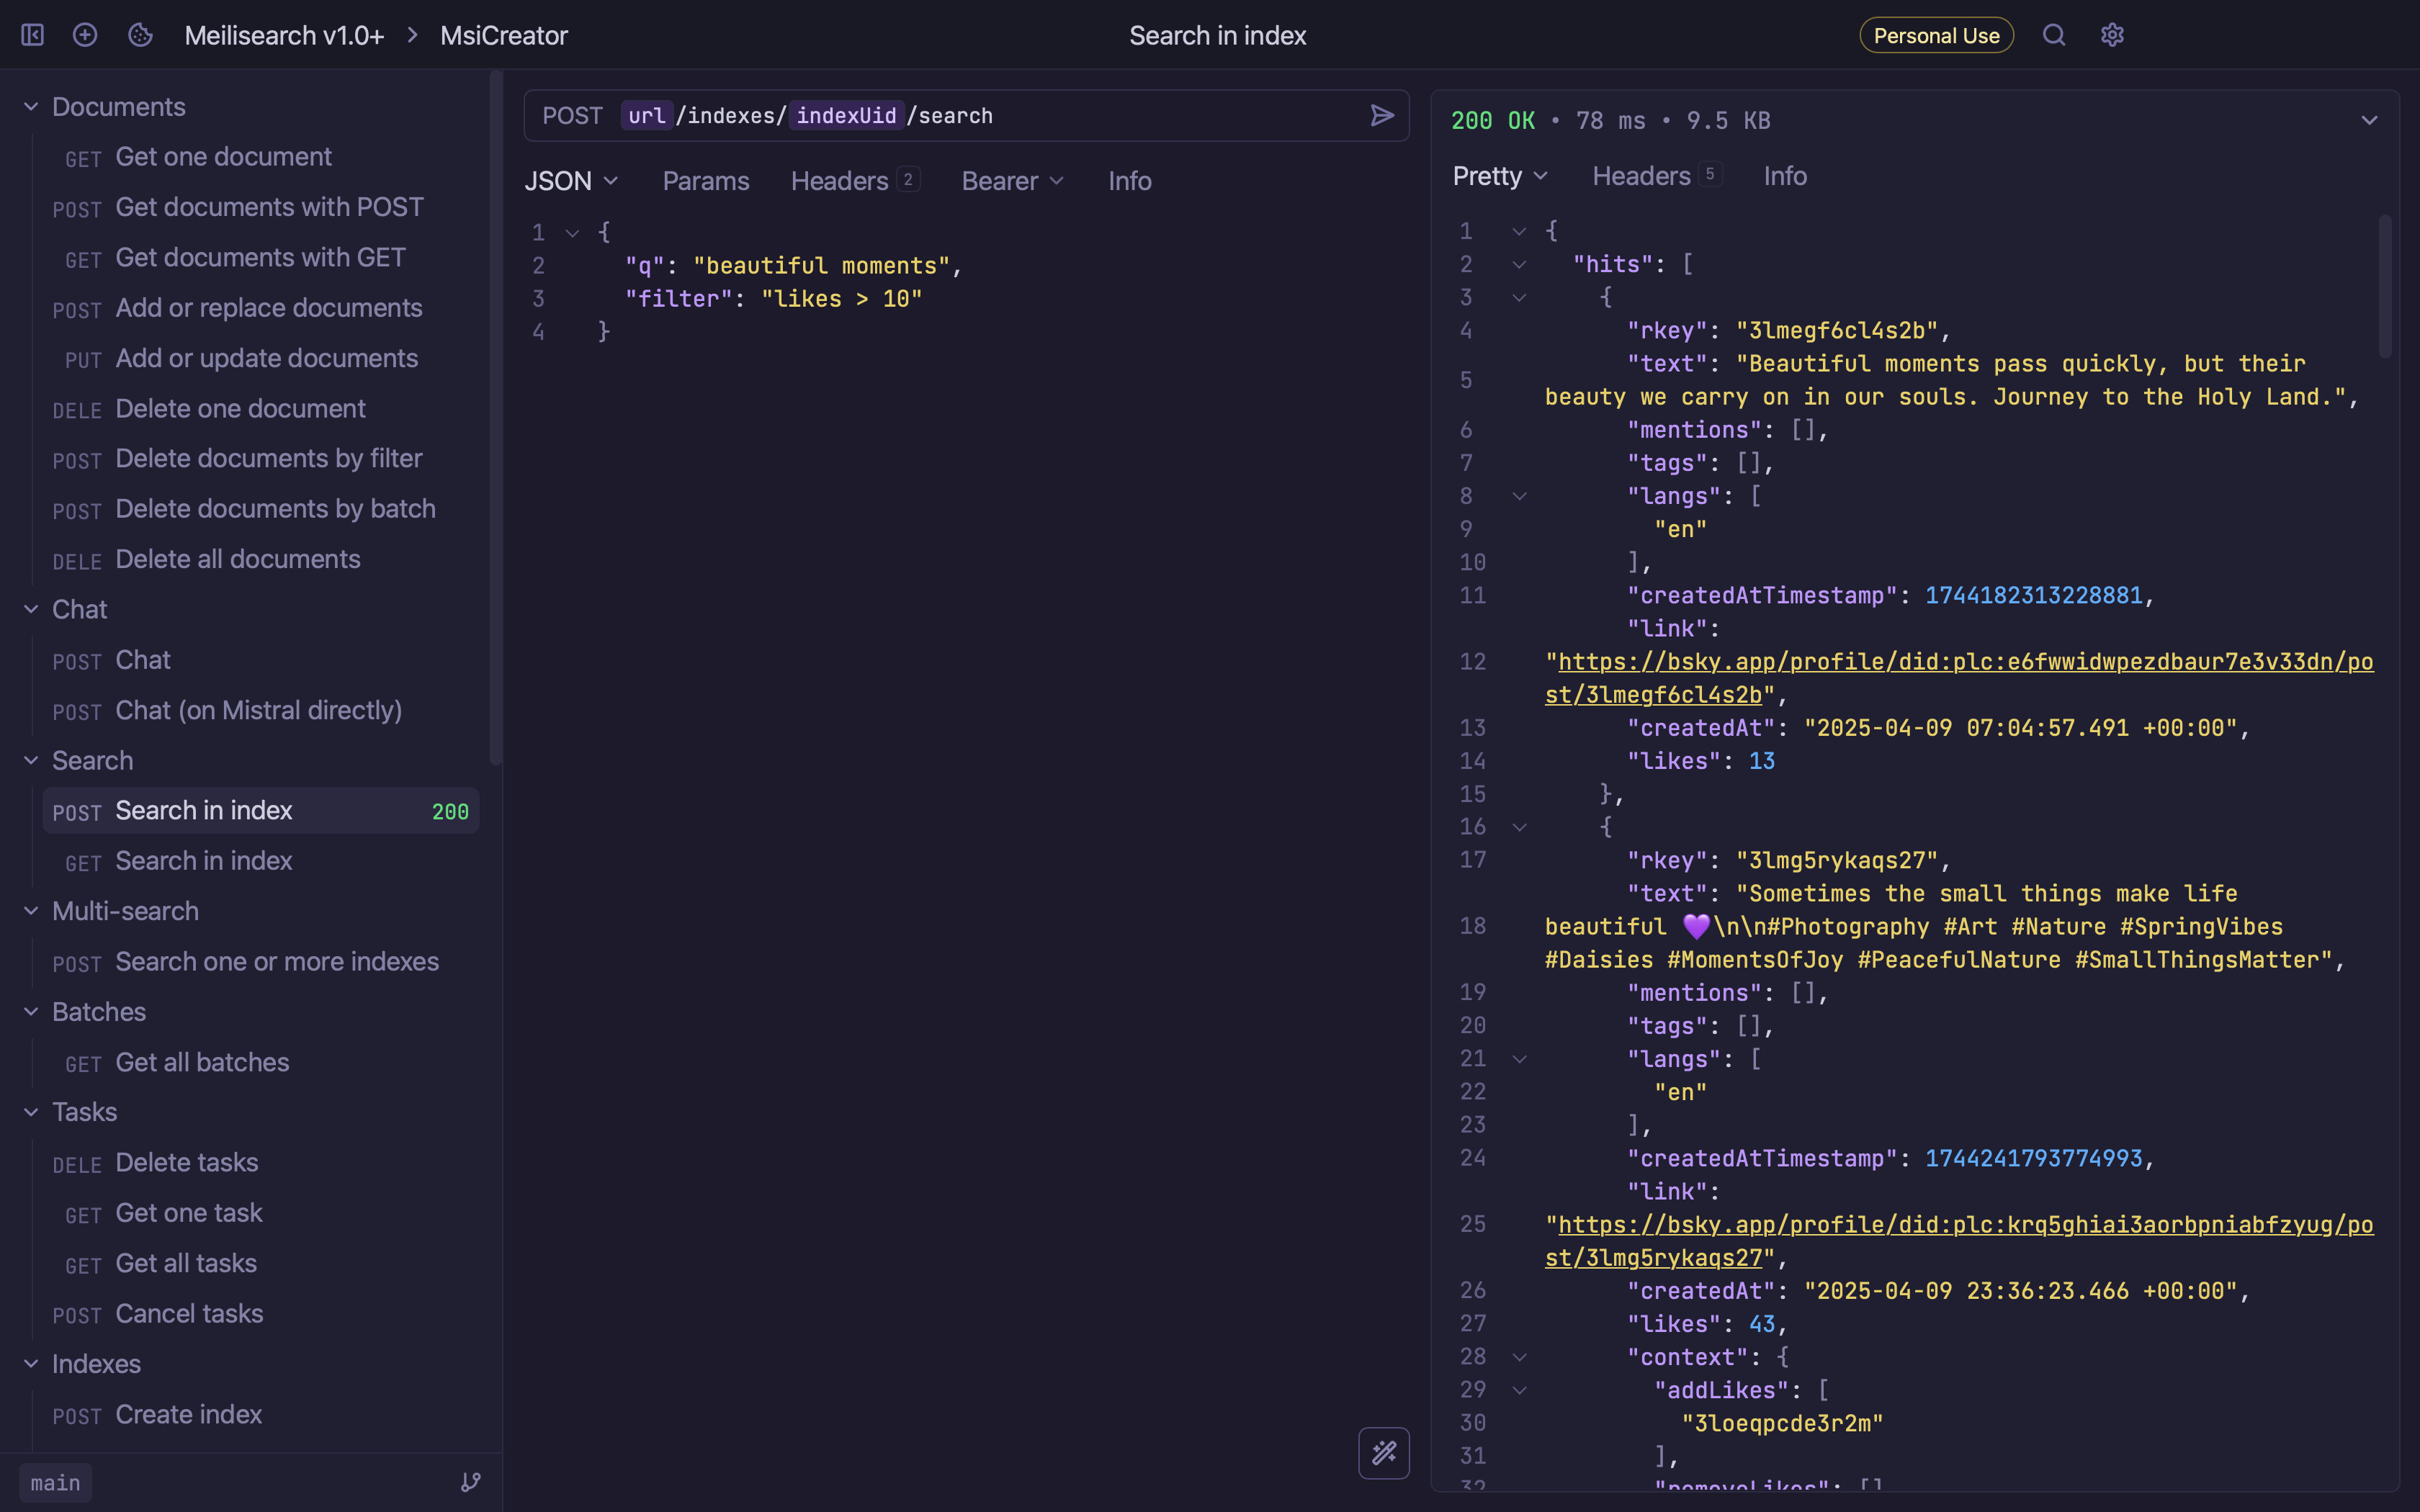 Meilisearch v1.0+ > MsiCreator
Search in index
Personal Use
Documents
GET Get one document
POST Get documents with POST
GET Get documents with GET
POST Add or replace documents
PUT Add or update documents
DELE Delete one document
POST Delete documents by filter
POST Delete documents by batch
DELE Delete all documents
Chat
POST Chat
POST Chat (on Mistral directly)
Search
POST Search in index 200
GET Search in index
Multi-search
POST Search one or more indexes
Batches
GET Get all batches
Tasks
DELE Delete tasks
GET Get one task
GET Get all tasks
POST Cancel tasks
Indexes
POST Create index
main
POST url/indexes/indexUid/search
JSON Params Headers 2 Bearer Info
1 {
2 "q": "beautiful moments",
3 "filter": "likes > 10"
4 }
200 OK • 78 ms • 9.5 KB
Pretty Headers 5 Info
1 {
2 "hits": [
3 {
4 "rkey": "3lmegf6cl4s2b",
5 "text": "Beautiful moments pass quickly, but their
beauty we carry on in our souls. Journey to the Holy Land.",
6 "mentions": [],
7 "tags": [],
8 "langs": [
9 "en"
10 ],
11 "createdAtTimestamp": 1744182313228881,
"link":
12 "https://bsky.app/profile/did:plc:e6fwwidwpezdbaur7e3v33dn/po
st/3lmegf6cl4s2b",
13 "createdAt": "2025-04-09 07:04:57.491 +00:00",
14 "likes": 13
15 },
16 {
17 "rkey": "3lmg5rykaqs27",
"text": "Sometimes the small things make life
18 beautiful 💜\n\n#Photography #Art #Nature #SpringVibes
#Daisies #MomentsOfJoy #PeacefulNature #SmallThingsMatter",
19 "mentions": [],
20 "tags": [],
21 "langs": [
22 "en"
23 ],
24 "createdAtTimestamp": 1744241793774993,
"link":
25 "https://bsky.app/profile/did:plc:krq5ghiai3aorbpniabfzyug/po
st/3lmg5rykaqs27",
26 "createdAt": "2025-04-09 23:36:23.466 +00:00",
27 "likes": 43,
28 "context": {
29 "addLikes": [
30 "3loeqpcde3r2m"
31 ],
32 "removeLikes": []